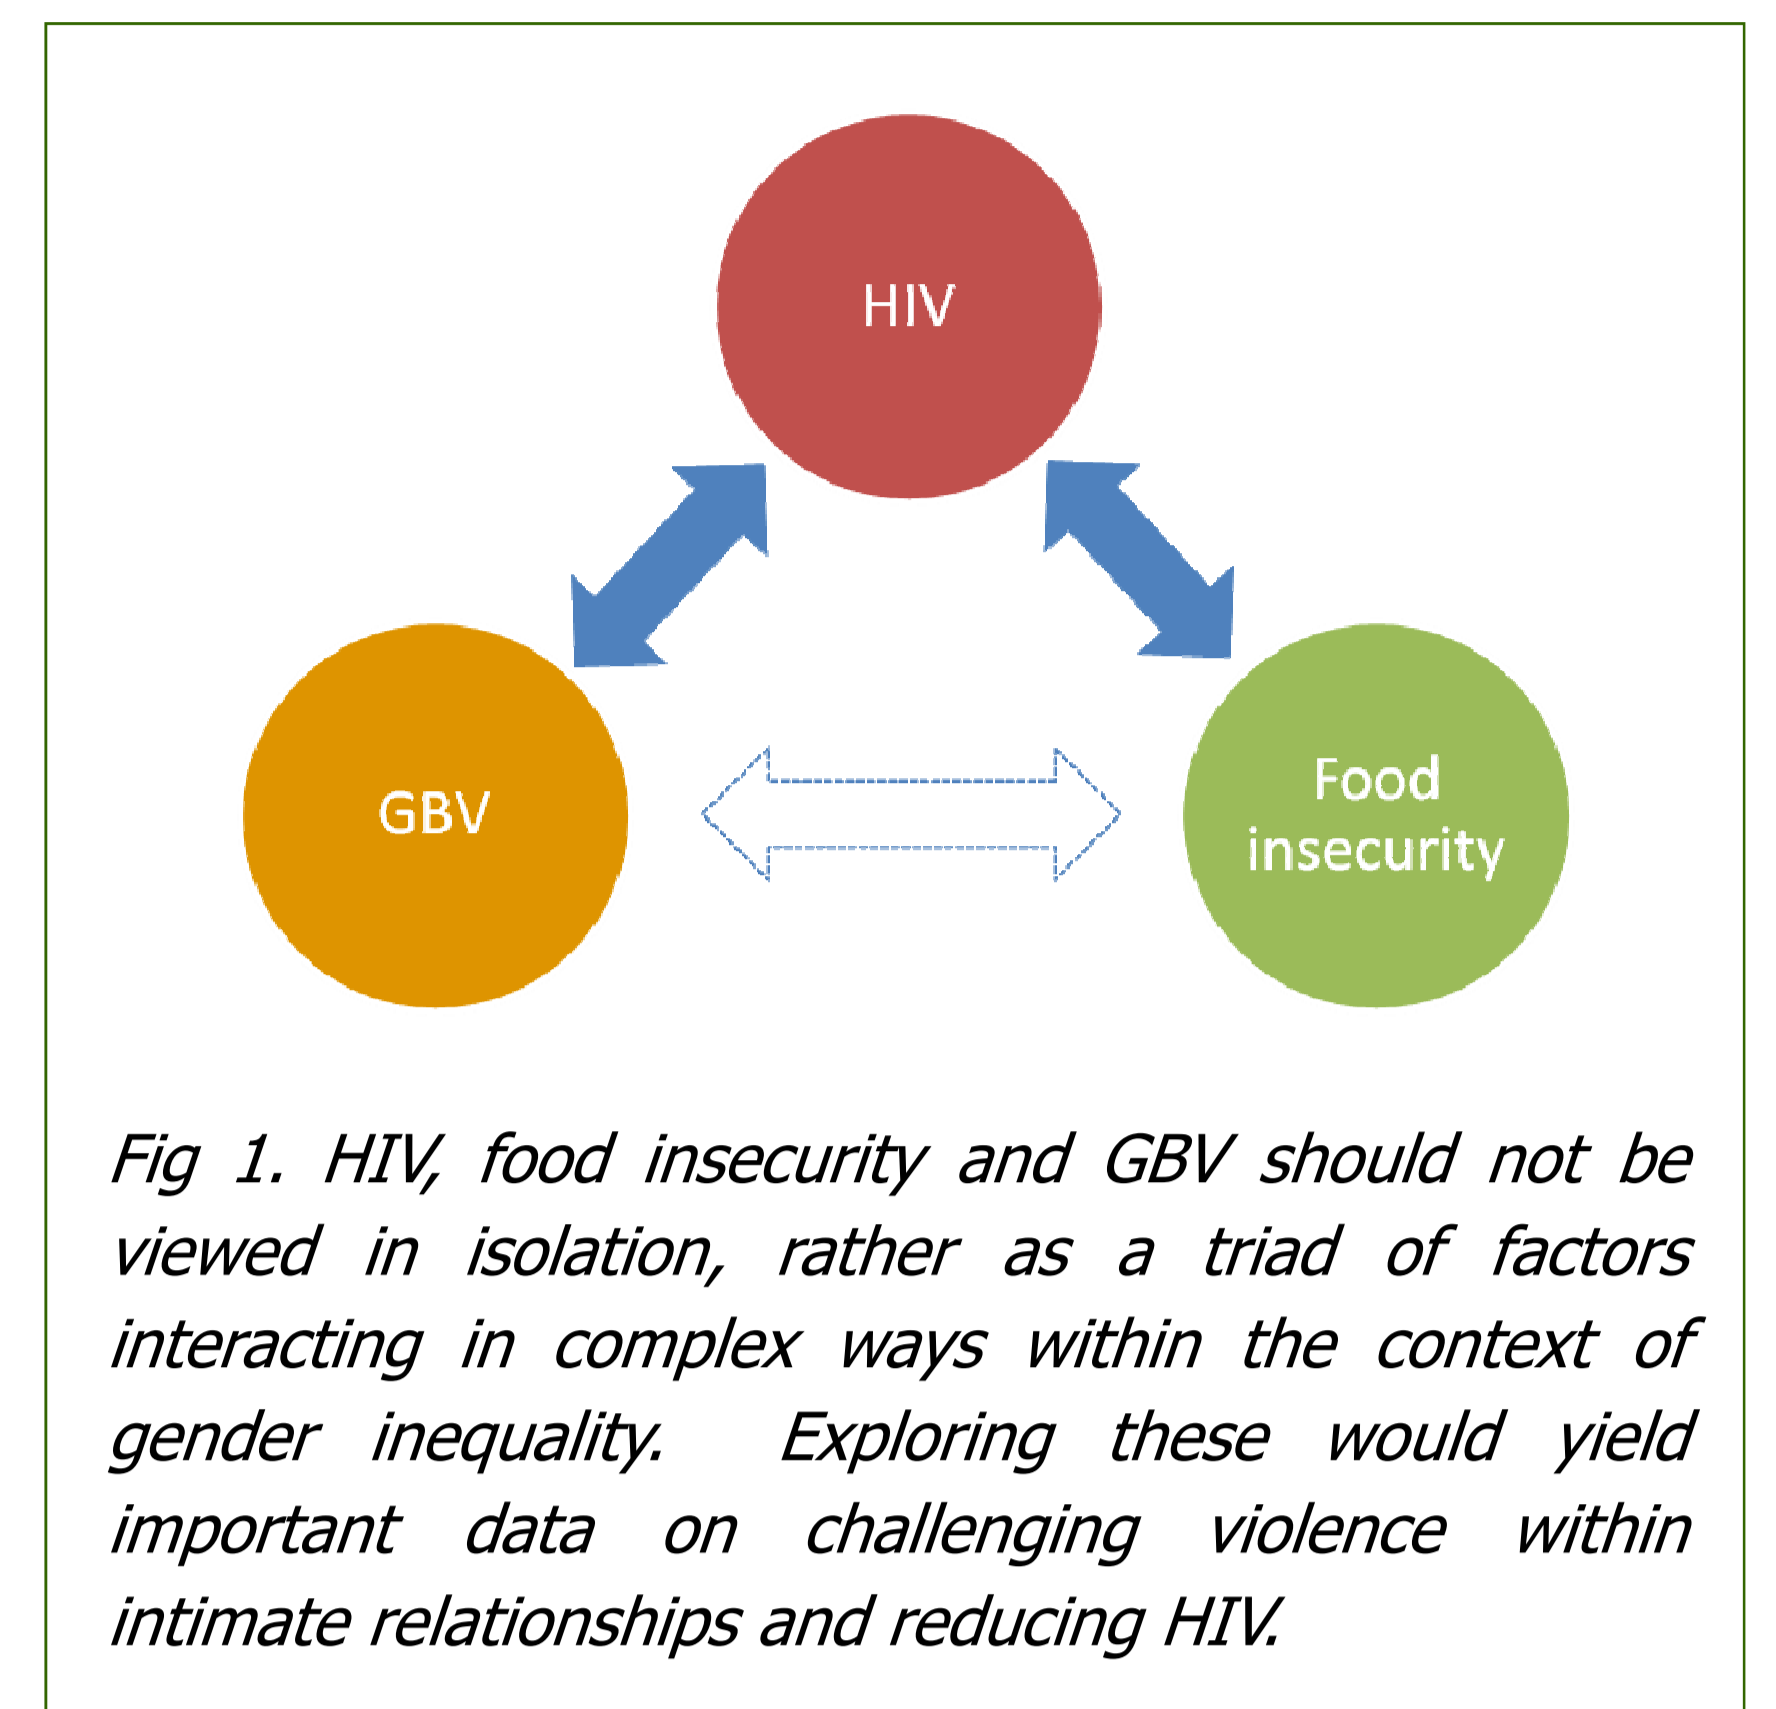 HIV
GBV
Food
insecurity
Fig 1. HIV, food insecurity and GBV should not be
viewed in isolation, rather as a triad of factors
interacting in complex ways within the context of
gender inequality. Exploring these would yield
important data on challenging violence within
intimate relationships and reducing HIV.